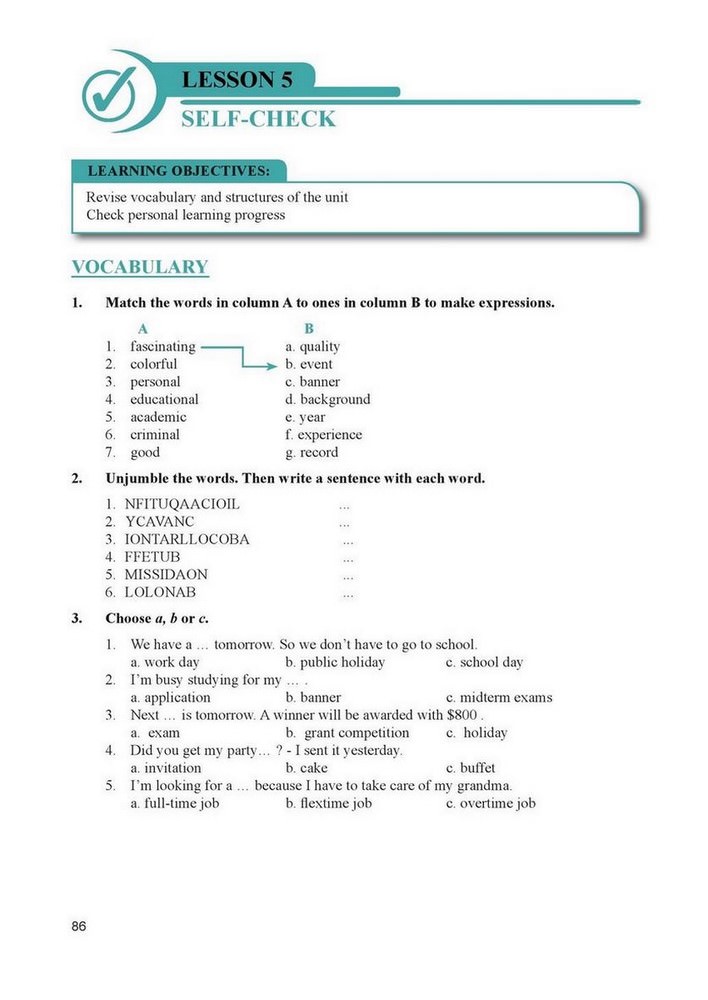 LESSON 5
SELF-CHECK
LEARNING OBJECTIVES:
Revise vocabulary and structures of the unit
Check personal learning progress
VOCABULARY
1. Match the words in column A to ones in column B to make expressions.
A B
1. fascinating a. quality
2. colorful b. event
3. personal c. banner
4. educational d. background
5. academic e. year
6. criminal f. experience
7. good g. record
2. Unjumble the words. Then write a sentence with each word.
1. NFITUQAACIOIL ...
2. YCAVANC ...
3. IONTARLLOCOBA ...
4. FFETUB ...
5. MISSIDAON ...
6. LOLONAB ...
3. Choose a, b or c.
1. We have a … tomorrow. So we don’t have to go to school.
a. work day b. public holiday c. school day
2. I’m busy studying for my … .
a. application b. banner c. midterm exams
3. Next … is tomorrow. A winner will be awarded with $800 .
a. exam b. grant competition c. holiday
4. Did you get my party… ? - I sent it yesterday.
a. invitation b. cake c. buffet
5. I’m looking for a … because I have to take care of my grandma.
a. full-time job b. flextime job c. overtime job
86